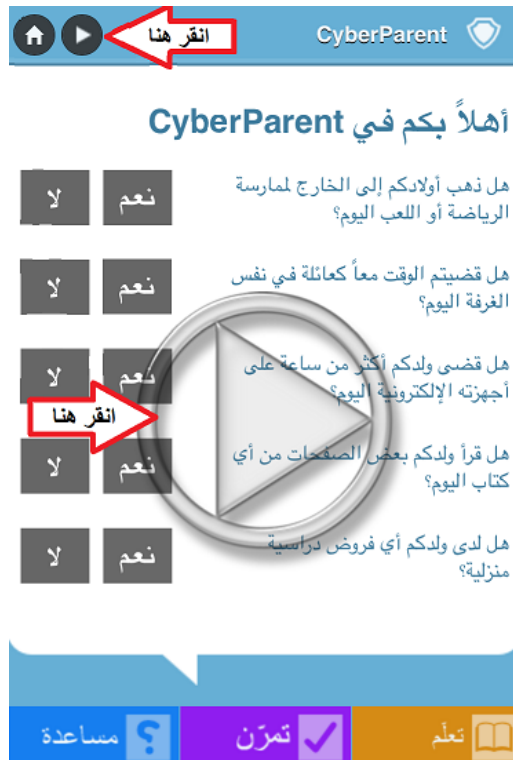 CyberParent
انقر هنا
أهلاً بكم في CyberParent
هل ذهب أولادكم إلى الخارج لممارسة
الرياضة أو اللعب اليوم؟
نعم
لا
هل قضيتم الوقت معاً كعائلة في نفس
الغرفة اليوم؟
نعم
لا
هل قضى ولدكم أكثر من ساعة على
أجهزته الإلكترونية اليوم؟
نعم
لا
انقر هنا
هل قرأ ولدكم بعض الصفحات من أي
كتاب اليوم؟
نعم
لا
هل لدى ولدكم أي فروض دراسية
منزلية؟
نعم
لا
تعلّم
تمرّن
مساعدة